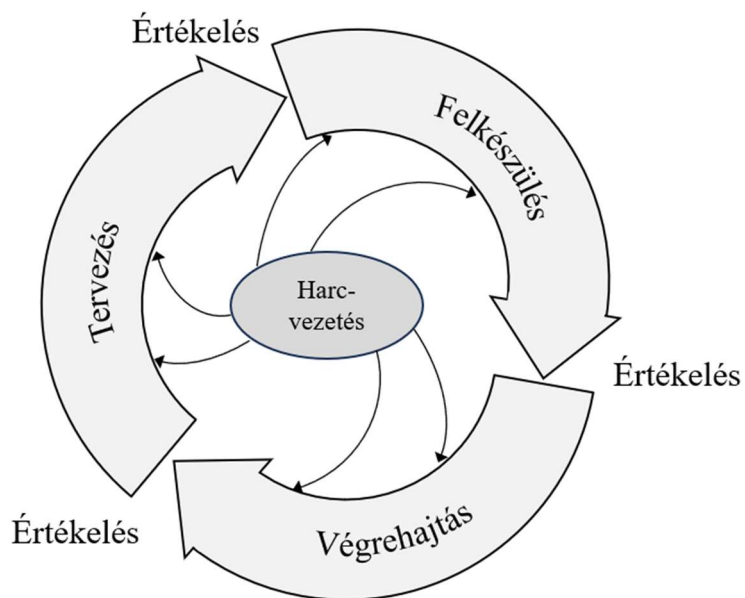 Értékelés
Felkészülés
Tervezés
Harc-
vezetés
Értékelés
Értékelés
Végrehajtás